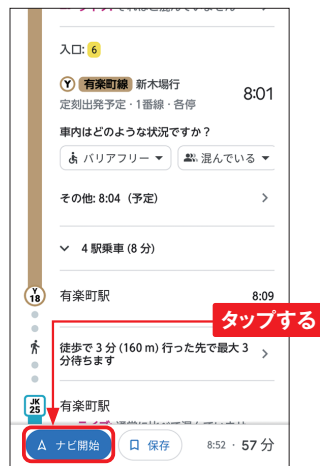 入口: 6
Y 有楽町線 新木場行
定刻出発予定・1番線・各停
8:01
車内はどのような状況ですか？
バリアフリー
混んでいる
その他: 8:04（予定）
4 駅乗車 (8 分)
Y
18
有楽町駅
8:09
タップする
徒歩で 3 分 (160 m) 行った先で最大 3
分待ちます
JK
25
有楽町駅
ナビ開始
保存
8:52・57 分